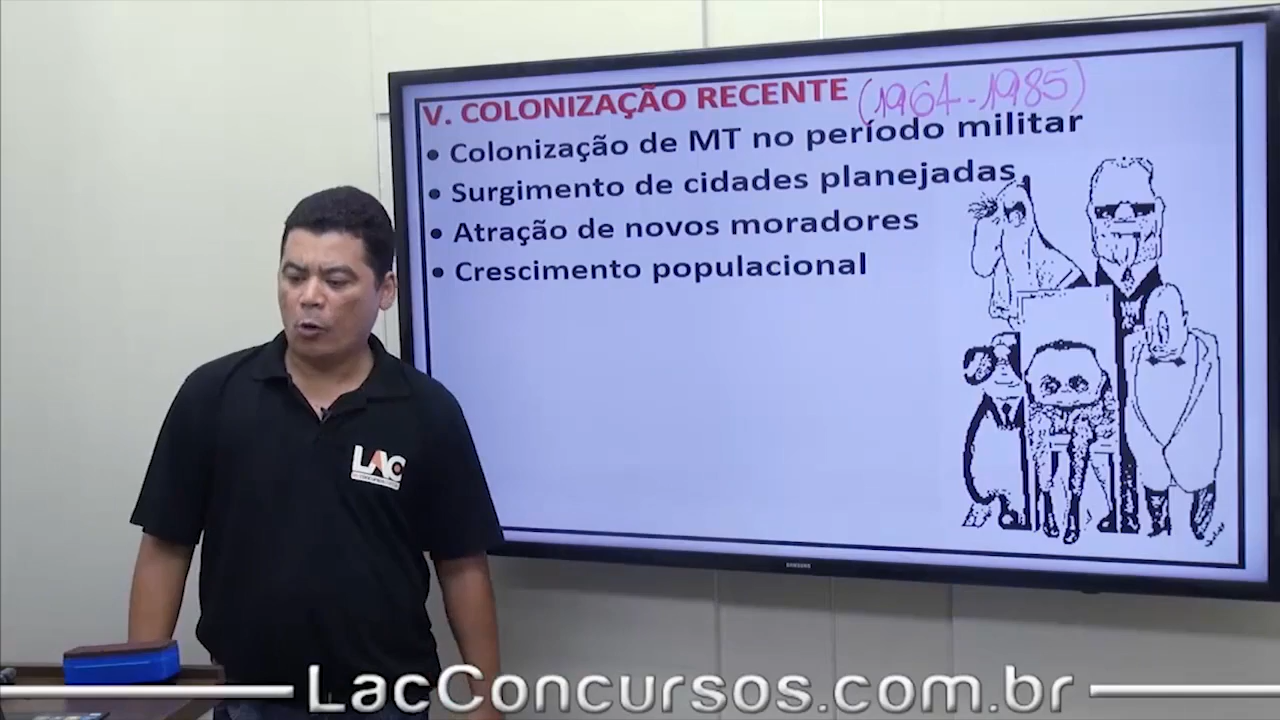 V. COLONIZAÇÃO RECENTE (1964-1985)
• Colonização de MT no período militar
• Surgimento de cidades planejadas
• Atração de novos moradores
• Crescimento populacional
LAC
SAMSUNG
LacConcursos.com.br